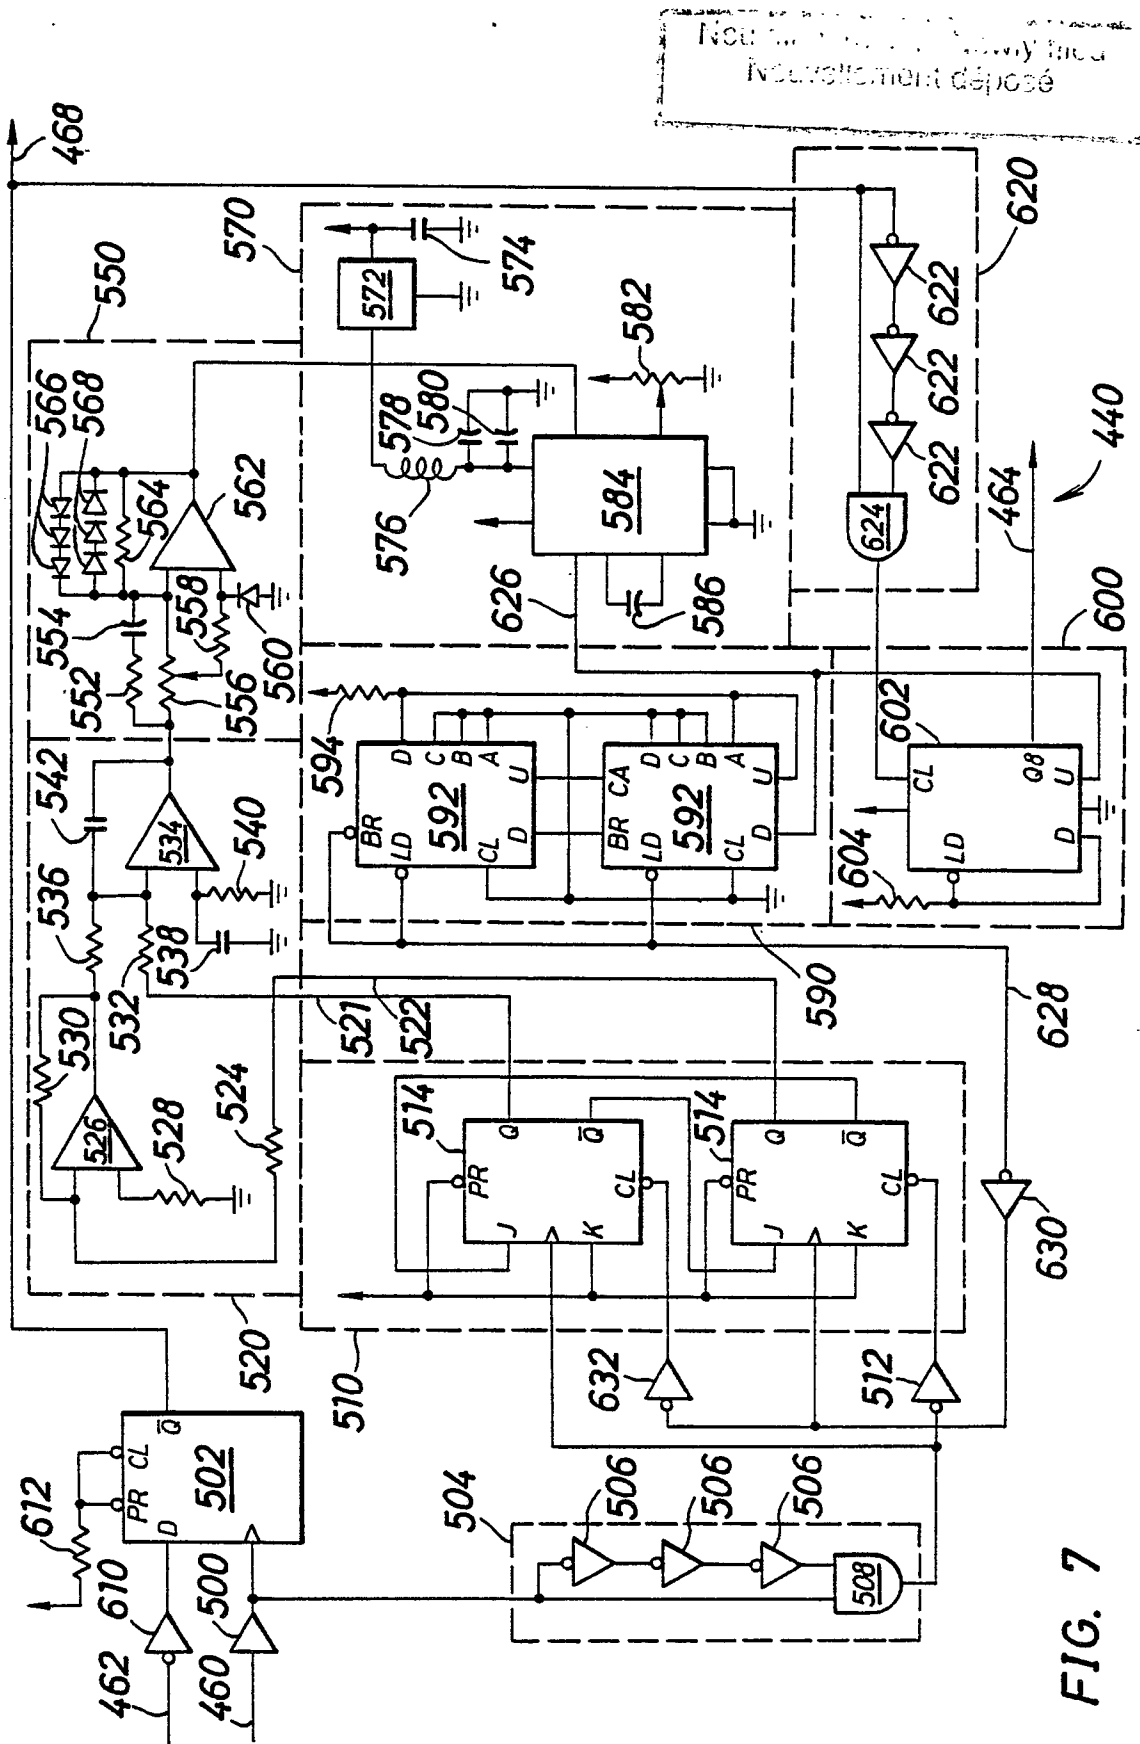 Nouvellement déposé
468
550
566
568
564
562
554
552
556
558
560
570
572
574
576
578
580
582
584
586
626
620
622
622
622
624
440
464
600
602
CL
Q8
U
D
LD
604
594
592
BR
LD
CL
D
C
B
A
U
D
592
CA
BR
LD
CL
D
C
B
A
U
D
590
628
630
542
534
540
536
532
538
530
526
528
524
521
522
520
514
PR
J
K
CL
Q
Q̅
514
PR
J
K
CL
Q
Q̅
510
632
512
504
506
506
506
508
612
610
500
462
460
502
PR
CL
D
Q̅
FIG. 7